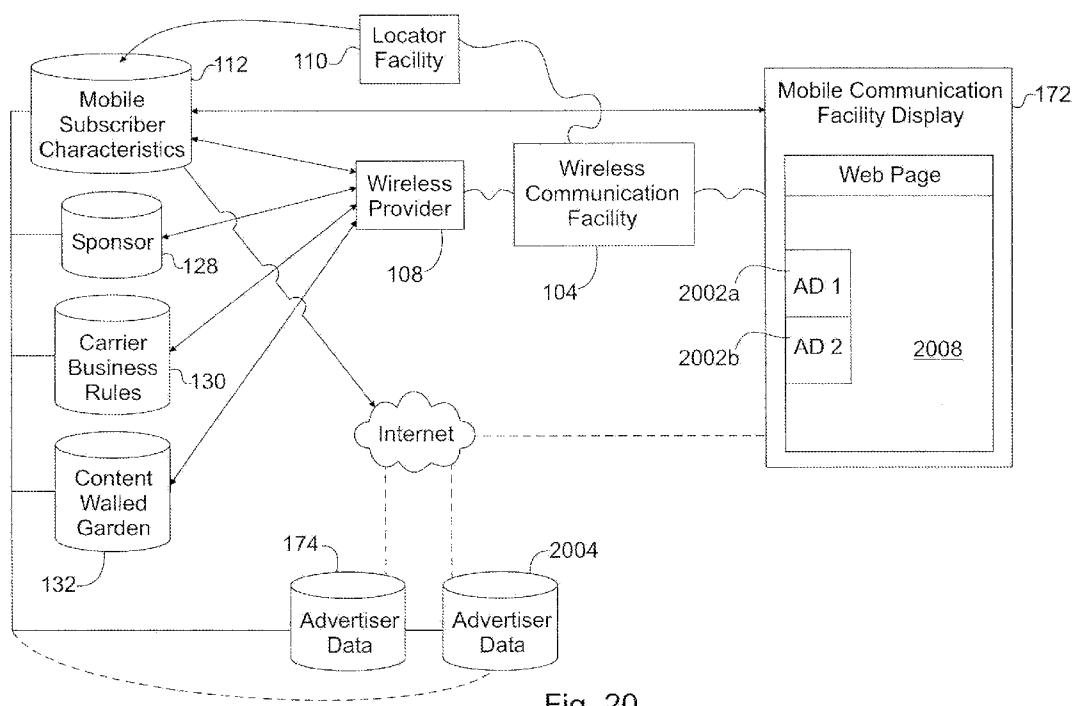 Locator
Facility
110
112
Mobile
Subscriber
Characteristics
Mobile Communication
Facility Display
172
Wireless
Provider
108
Wireless
Communication
Facility
104
Web Page
Sponsor
128
2002a
AD 1
2002b
AD 2
2008
Carrier
Business
Rules
130
Internet
Content
Walled
Garden
132
174
2004
Advertiser
Data
Advertiser
Data
Fig. 20